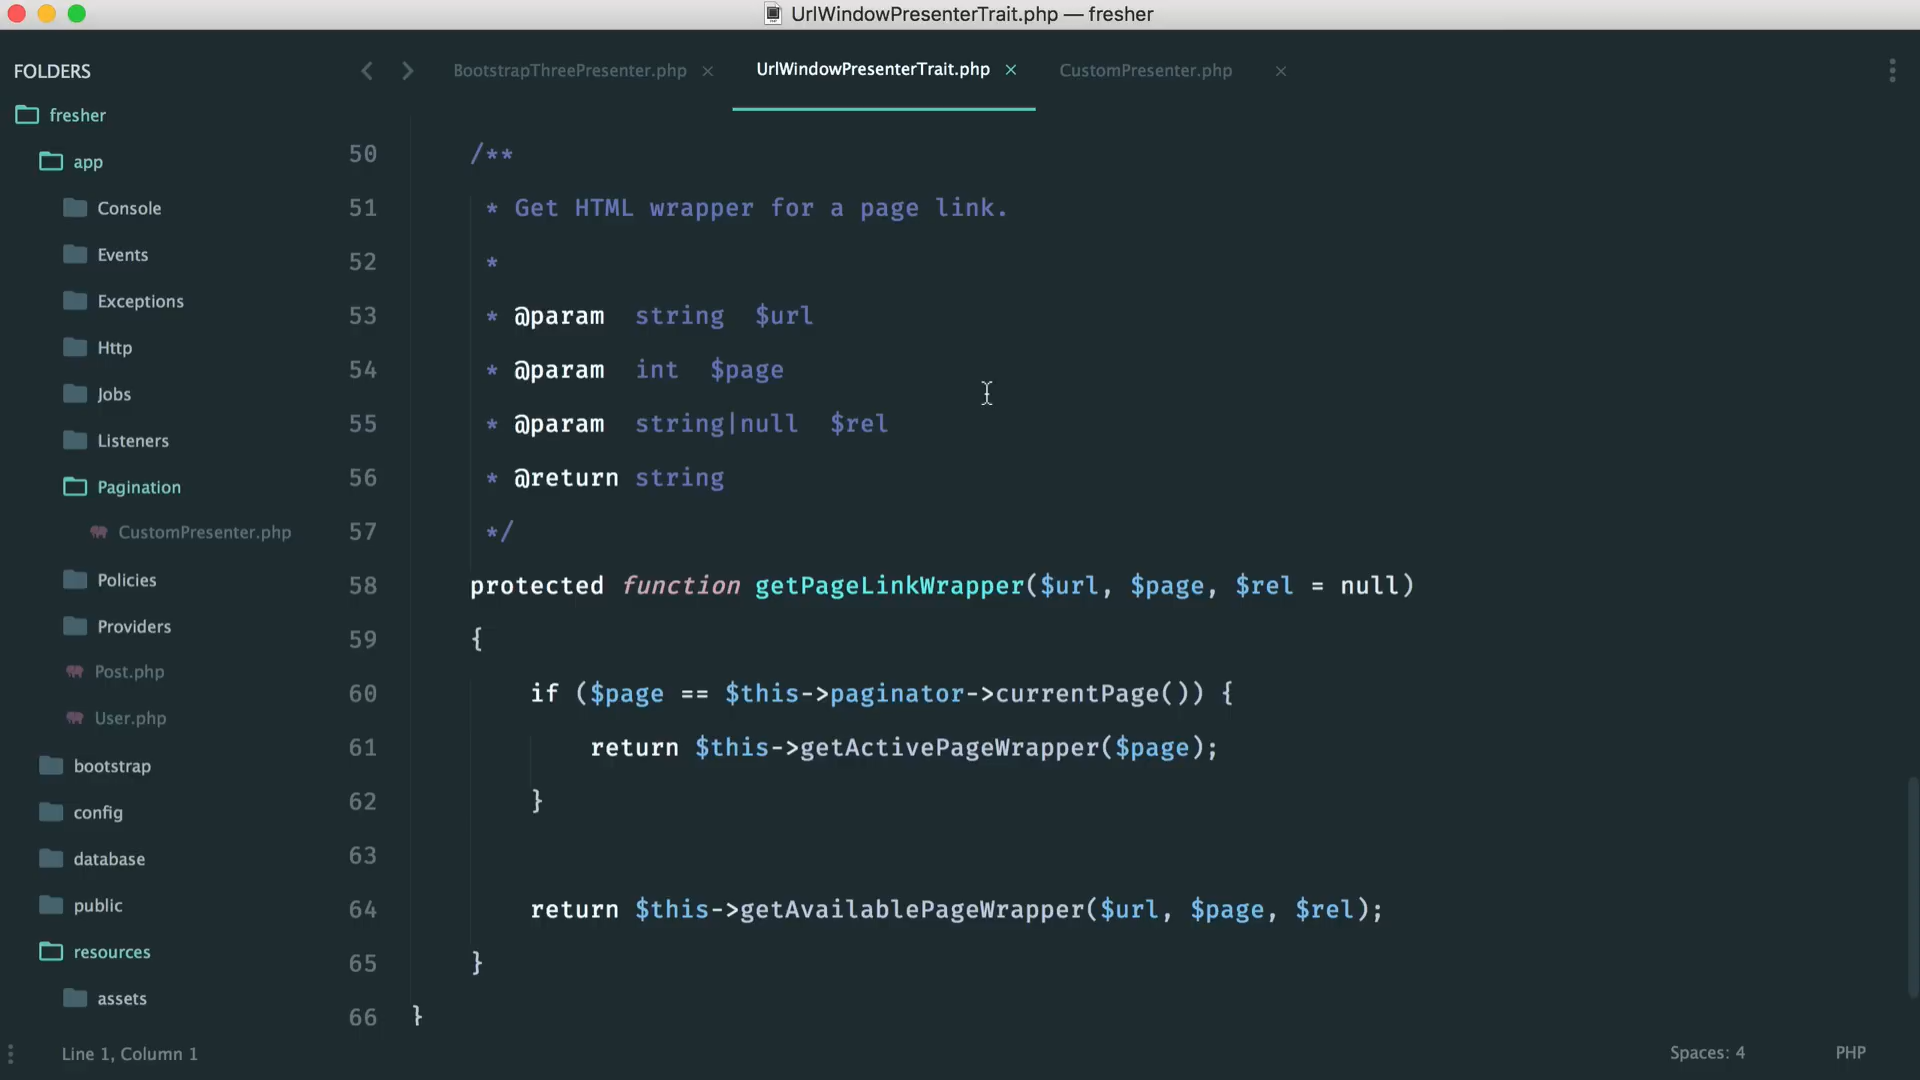 UrlWindowPresenterTrait.php — fresher
FOLDERS
fresher
app
Console
Events
Exceptions
Http
Jobs
Listeners
Pagination
CustomPresenter.php
Policies
Providers
Post.php
User.php
bootstrap
config
database
public
resources
assets
BootstrapThreePresenter.php ×
UrlWindowPresenterTrait.php ×
CustomPresenter.php ×
50 /**
51 * Get HTML wrapper for a page link.
52 *
53 * @param  string  $url
54 * @param  int  $page
55 * @param  string|null  $rel
56 * @return string
57 */
58 protected function getPageLinkWrapper($url, $page, $rel = null)
59 {
60 if ($page == $this->paginator->currentPage()) {
61 return $this->getActivePageWrapper($page);
62 }
63
64 return $this->getAvailablePageWrapper($url, $page, $rel);
65 }
66 }
Line 1, Column 1
Spaces: 4
PHP